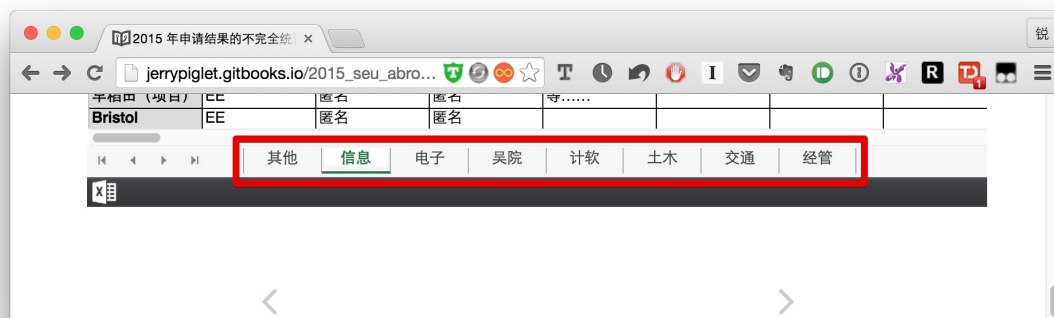 2015 年申请结果的不完全统
锐
jerrypiglet.gitbooks.io/2015_seu_abro...
早稻田（项目） EE 匿名 匿名 等……
Bristol EE 匿名 匿名
其他 信息 电子 吴院 计软 土木 交通 经管